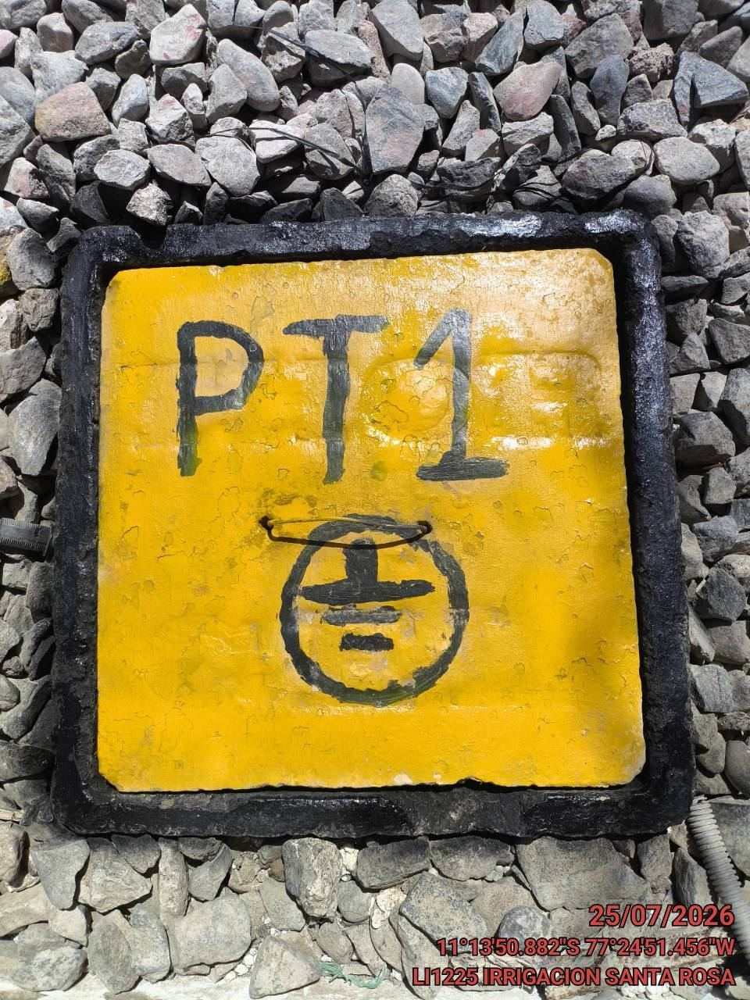 PT1
25/07/2026
11°13'50.882"S 77°24'51.456"W
LI1225 IRRIGACION SANTA ROSA